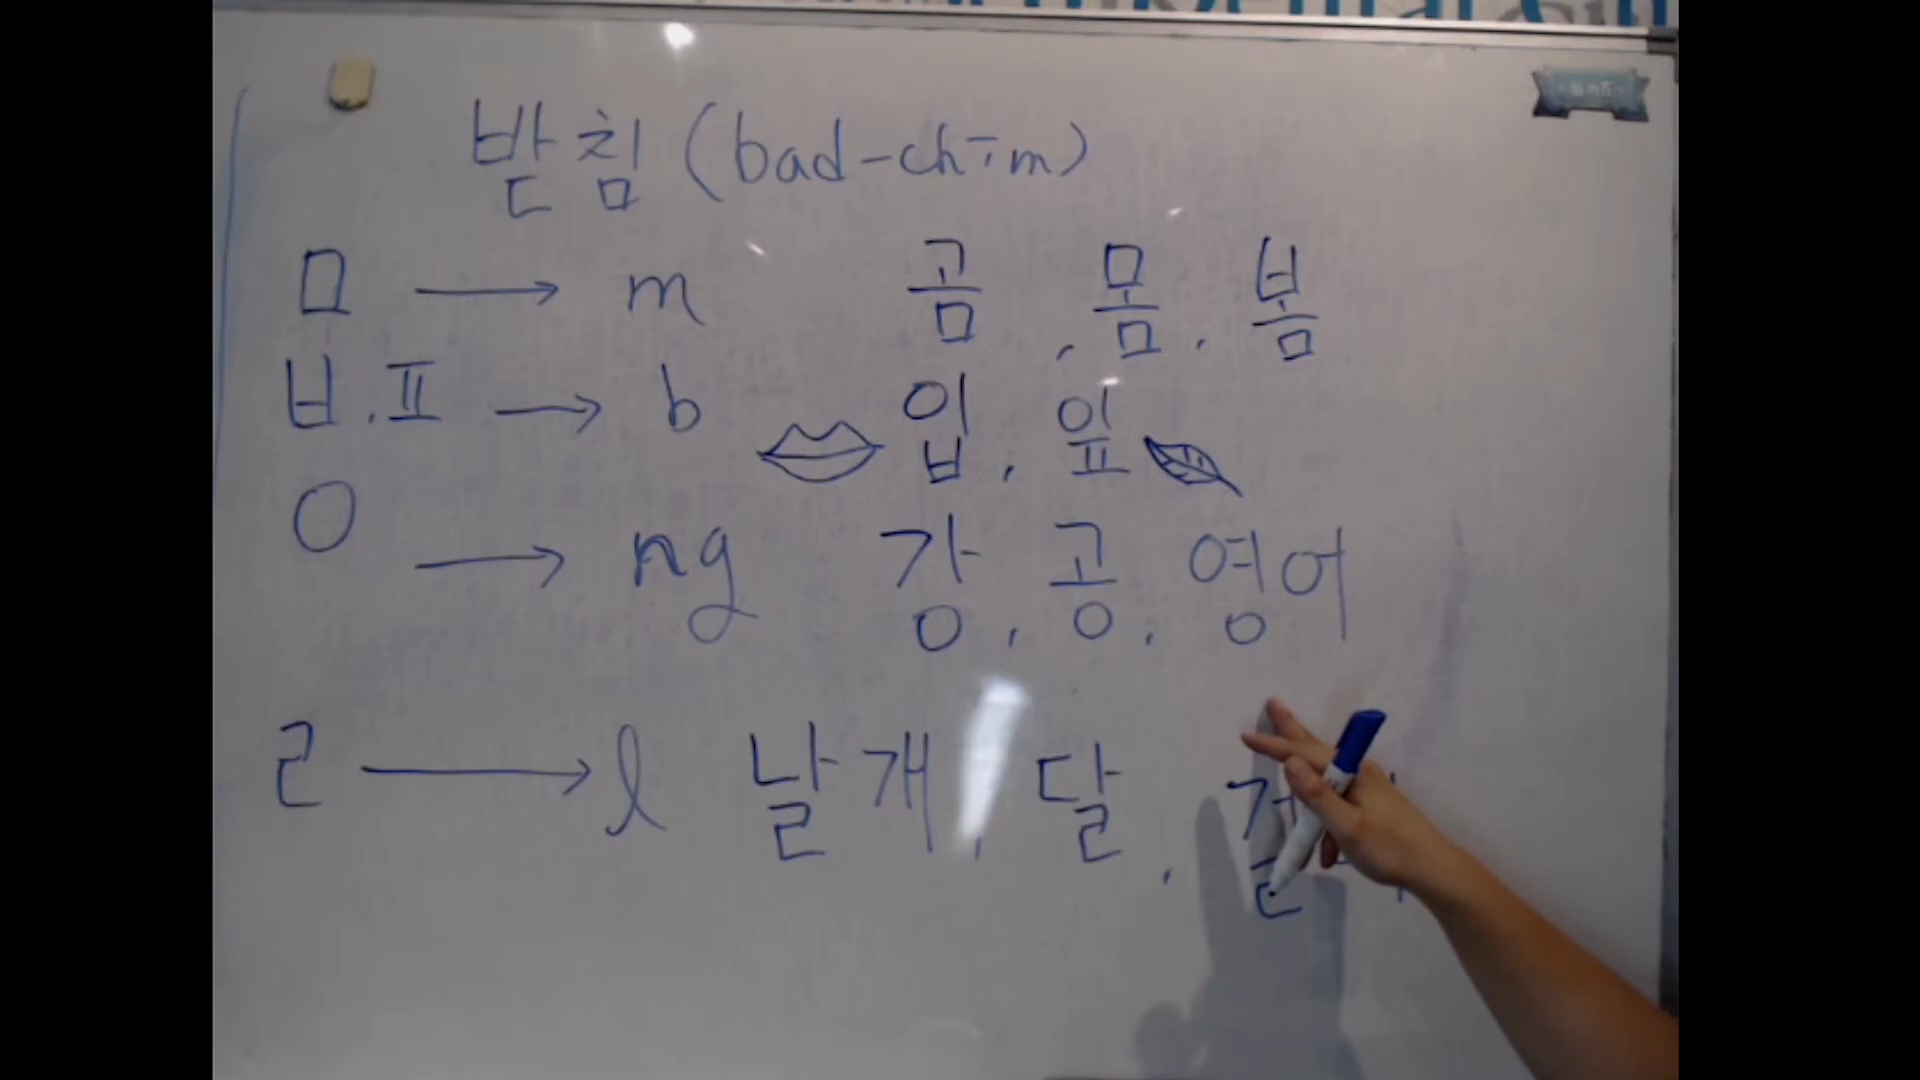 받침 (bad-chim)
ㅁ → m 곰, 몸, 봄
ㅂ, ㅍ → b 입, 잎
ㅇ → ng 강, 공, 영어
ㄹ → l 날개, 달,